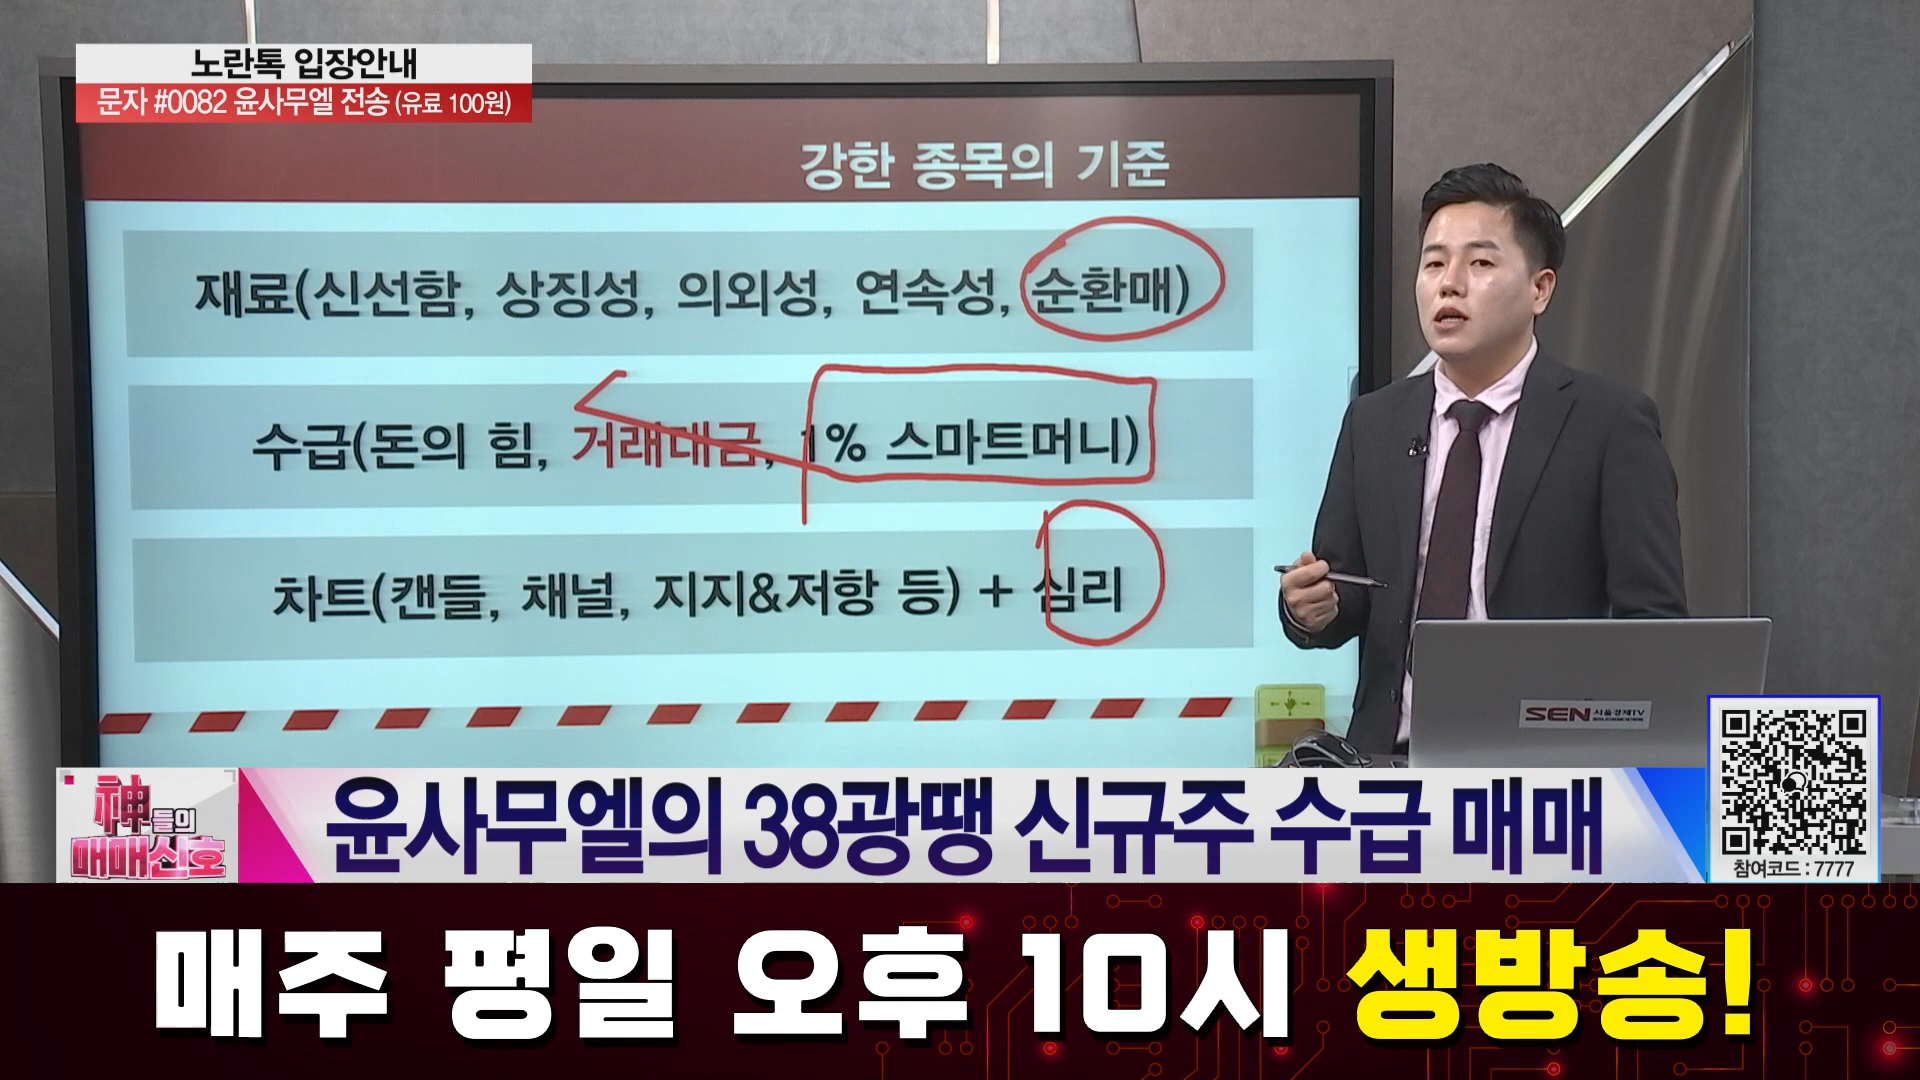 노란톡 입장안내
문자 #0082 윤사무엘 전송 (유료 100원)
강한 종목의 기준
재료(신선함, 상징성, 의외성, 연속성, 순환매)
수급(돈의 힘, 거래대금, 1% 스마트머니)
차트(캔들, 채널, 지지&저항 등) + 심리
SEN 서울경제TV
神들의
매매신호
윤사무엘의 38광땡 신규주 수급 매매
참여코드 : 7777
매주 평일 오후 10시 생방송!